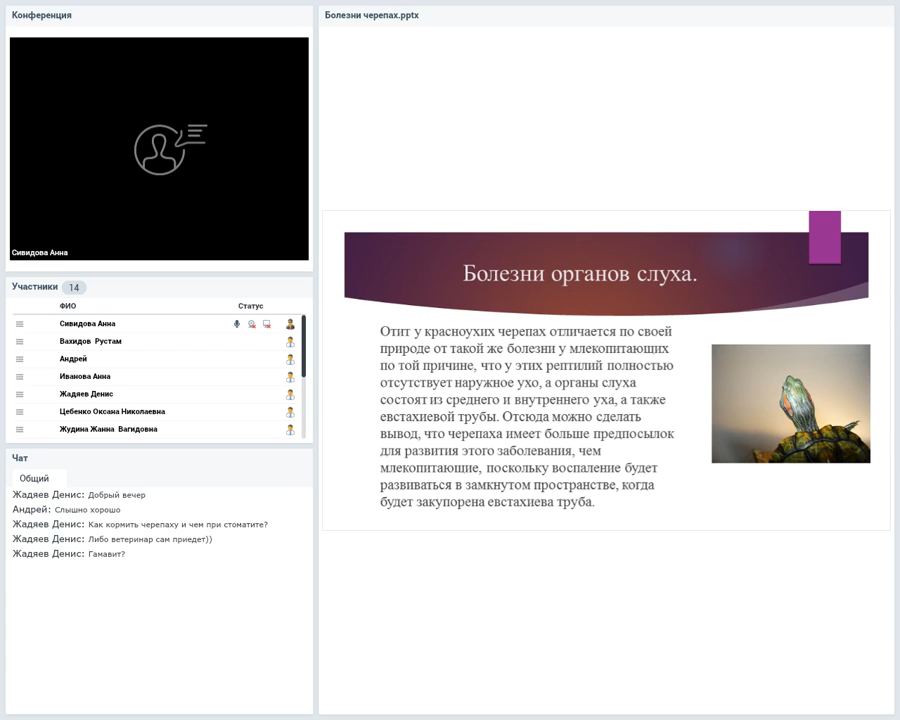 Конференция
Сивидова Анна
Участники 14
ФИО Статус
Сивидова Анна
Вахидов Рустам
Андрей
Иванова Анна
Жадяев Денис
Цебенко Оксана Николаевна
Жудина Жанна Вагидовна
Чат
Общий
Жадяев Денис: Добрый вечер
Андрей: Слышно хорошо
Жадяев Денис: Как кормить черепаху и чем при стоматите?
Жадяев Денис: Либо ветеринар сам приедет))
Жадяев Денис: Гамавит?
Болезни черепах.pptx
Болезни органов слуха.
Отит у красноухих черепах отличается по своей
природе от такой же болезни у млекопитающих
по той причине, что у этих рептилий полностью
отсутствует наружное ухо, а органы слуха
состоят из среднего и внутреннего уха, а также
евстахиевой трубы. Отсюда можно сделать
вывод, что черепаха имеет больше предпосылок
для развития этого заболевания, чем
млекопитающие, поскольку воспаление будет
развиваться в замкнутом пространстве, когда
будет закупорена евстахиева труба.